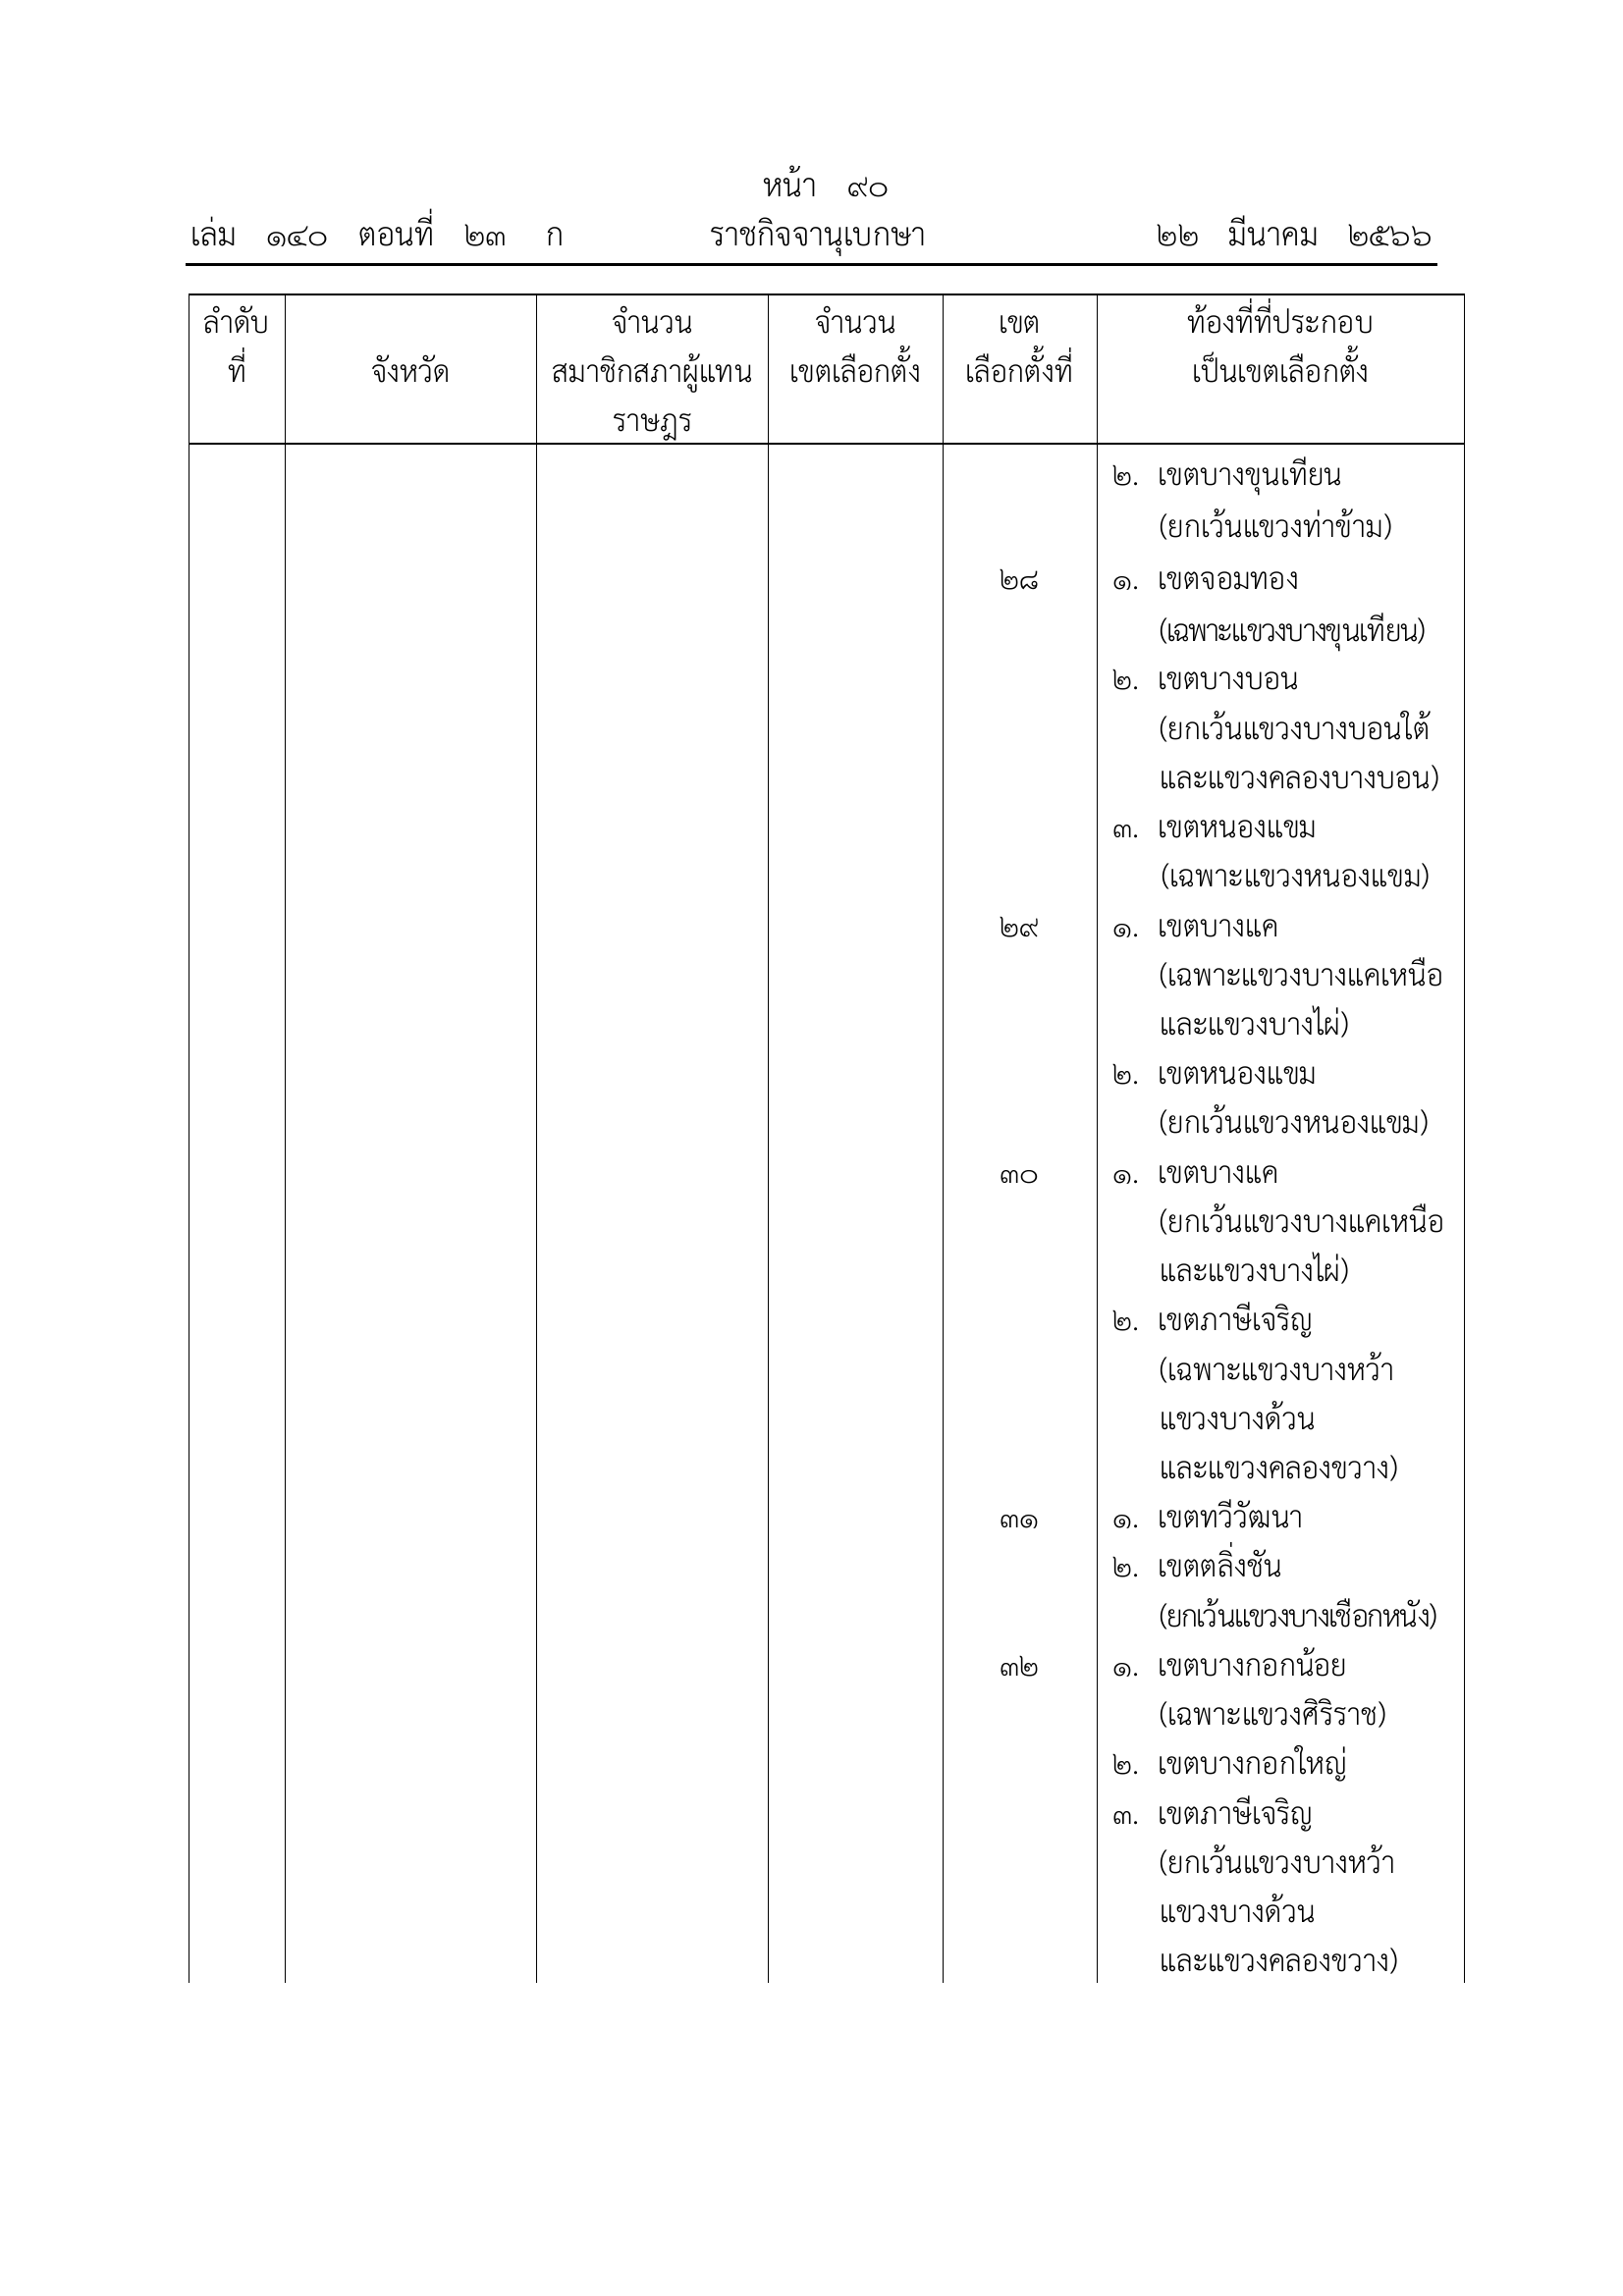 หน้า ๙๐
เล่ม ๑๔๐ ตอนที่ ๒๓ ก ราชกิจจานุเบกษา ๒๒ มีนาคม ๒๕๖๖
ลำดับ จำนวน จำนวน เขต ท้องที่ที่ประกอบ
ที่ จังหวัด สมาชิกสภาผู้แทน เขตเลือกตั้ง เลือกตั้งที่ เป็นเขตเลือกตั้ง
ราษฎร
๒. เขตบางขุนเทียน
(ยกเว้นแขวงท่าข้าม)
๒๘ ๑. เขตจอมทอง
(เฉพาะแขวงบางขุนเทียน)
๒. เขตบางบอน
(ยกเว้นแขวงบางบอนใต้
และแขวงคลองบางบอน)
๓. เขตหนองแขม
(เฉพาะแขวงหนองแขม)
๒๙ ๑. เขตบางแค
(เฉพาะแขวงบางแคเหนือ
และแขวงบางไผ่)
๒. เขตหนองแขม
(ยกเว้นแขวงหนองแขม)
๓๐ ๑. เขตบางแค
(ยกเว้นแขวงบางแคเหนือ
และแขวงบางไผ่)
๒. เขตภาษีเจริญ
(เฉพาะแขวงบางหว้า
แขวงบางด้วน
และแขวงคลองขวาง)
๓๑ ๑. เขตทวีวัฒนา
๒. เขตตลิ่งชัน
(ยกเว้นแขวงบางเชือกหนัง)
๓๒ ๑. เขตบางกอกน้อย
(เฉพาะแขวงศิริราช)
๒. เขตบางกอกใหญ่
๓. เขตภาษีเจริญ
(ยกเว้นแขวงบางหว้า
แขวงบางด้วน
และแขวงคลองขวาง)